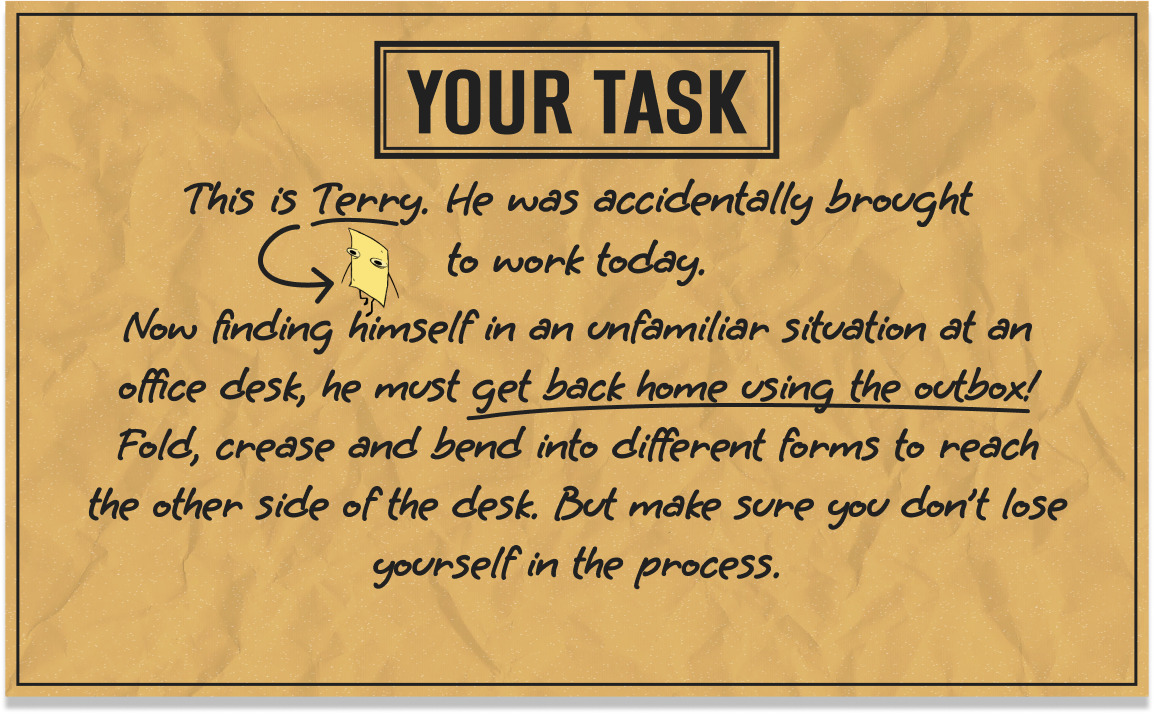 YOUR TASK
This is Terry. He was accidentally brought
to work today.
Now finding himself in an unfamiliar situation at an
office desk, he must get back home using the outbox!
Fold, crease and bend into different forms to reach
the other side of the desk. But make sure you don't lose
yourself in the process.